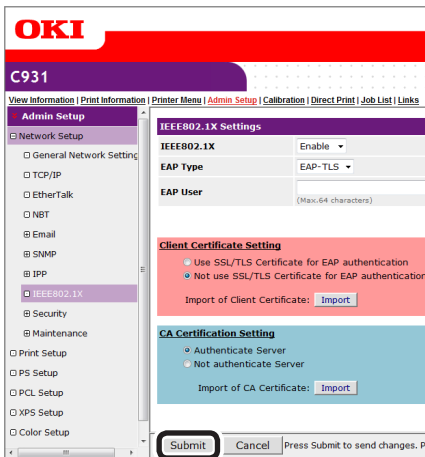 OKI
C931
View Information | Print Information | Printer Menu | Admin Setup | Calibration | Direct Print | Job List | Links
Admin Setup
Network Setup
General Network Setting
TCP/IP
EtherTalk
NBT
Email
SNMP
IPP
IEEE802.1X
Security
Maintenance
Print Setup
PS Setup
PCL Setup
XPS Setup
Color Setup
IEEE802.1X Settings
IEEE802.1X Enable
EAP Type EAP-TLS
EAP User
(Max.64 characters)
Client Certificate Setting
Use SSL/TLS Certificate for EAP authentication
Not use SSL/TLS Certificate for EAP authentication
Import of Client Certificate: Import
CA Certification Setting
Authenticate Server
Not authenticate Server
Import of CA Certificate: Import
Submit Cancel Press Submit to send changes. P